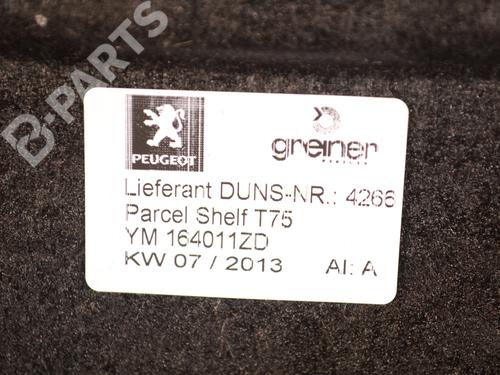 B-PARTS
PEUGEOT
greiner
Lieferant DUNS-NR.: 4266
Parcel Shelf T75
YM 164011ZD
KW 07 / 2013 AI: A